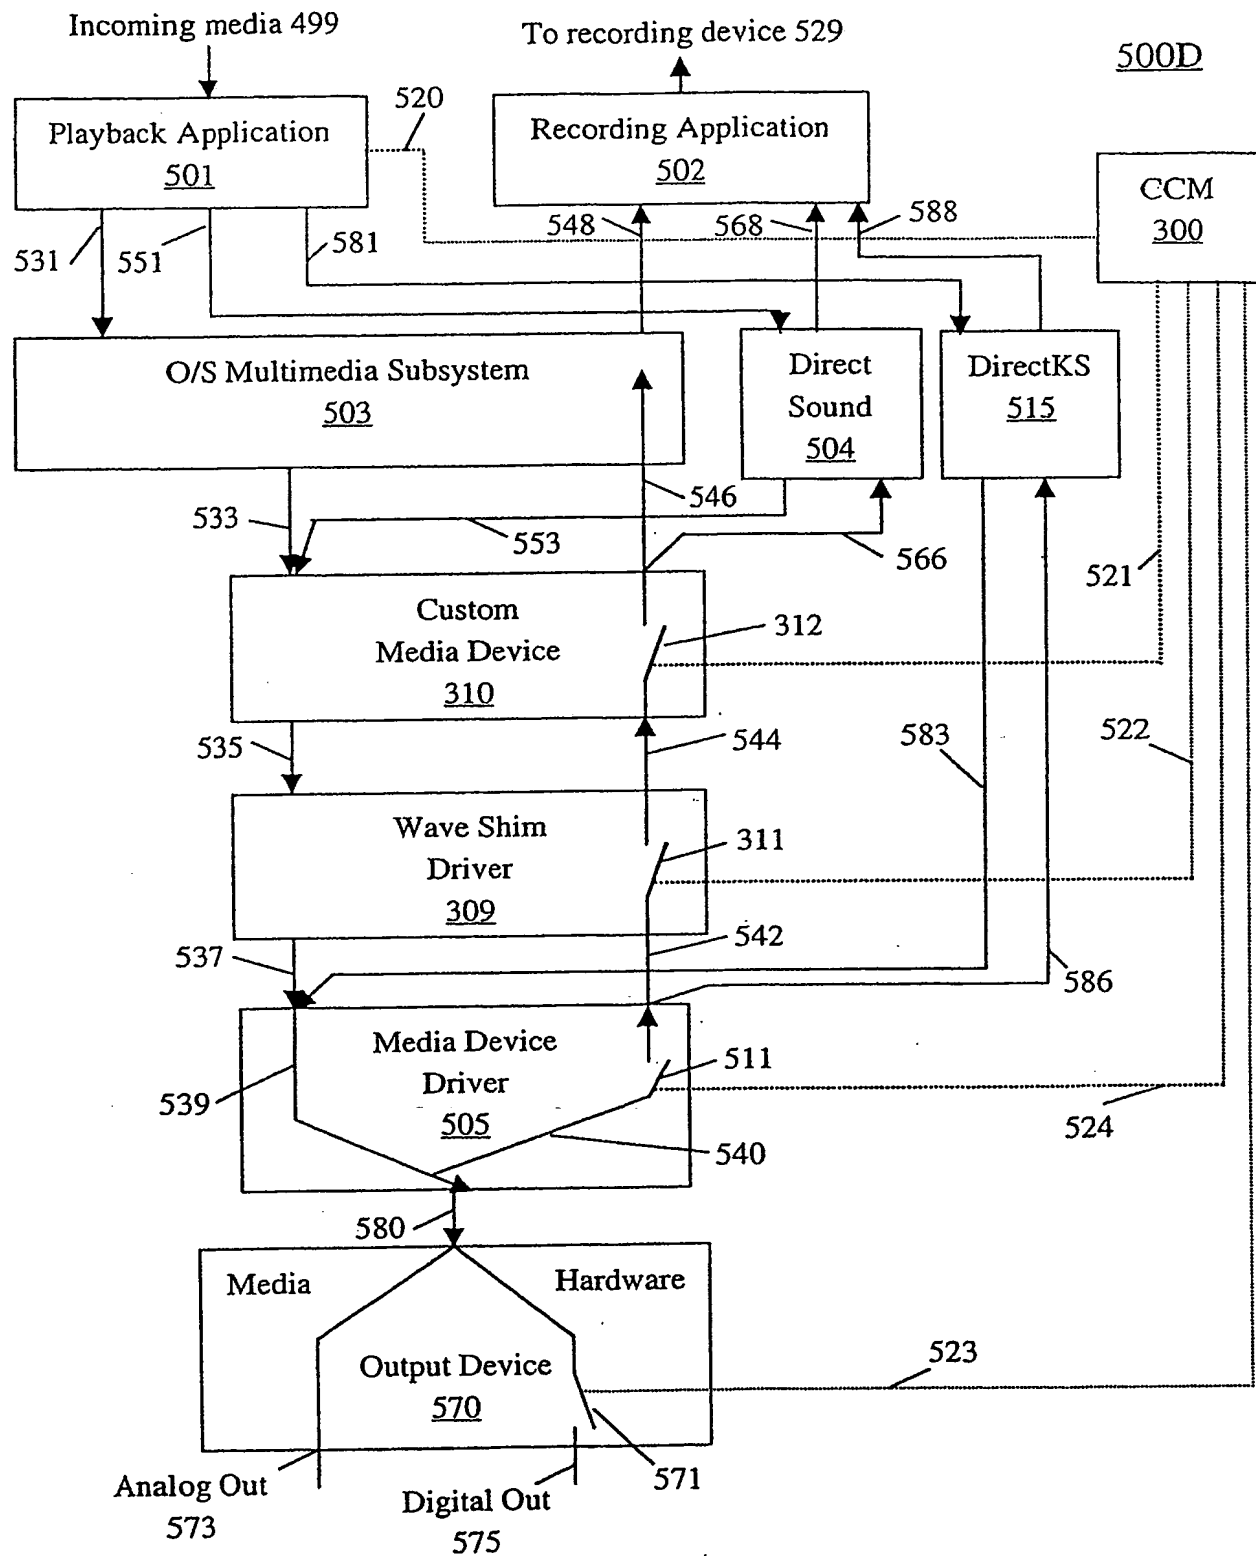 Incoming media 499
To recording device 529
500D
Playback Application
501
520
Recording Application
502
CCM
300
531
551
581
548
568
588
O/S Multimedia Subsystem
503
Direct
Sound
504
DirectKS
515
533
553
546
566
521
Custom
Media Device
310
312
535
544
583
522
Wave Shim
Driver
309
311
537
542
586
Media Device
Driver
505
511
539
540
524
580
Media
Hardware
Output Device
570
523
571
Analog Out
573
Digital Out
575